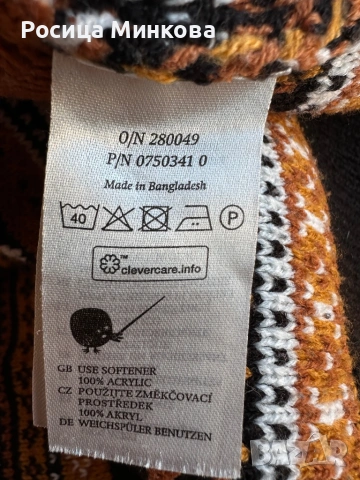 Росица Минкова
O/N 280049
P/N 0750341 0
Made in Bangladesh
40
P
™
clevercare.info
GB USE SOFTENER
100% ACRYLIC
CZ POUŽIJTE ZMĚKČOVACÍ
PROSTŘEDEK
100% AKRYL
DE WEICHSPÜLER BENUTZEN